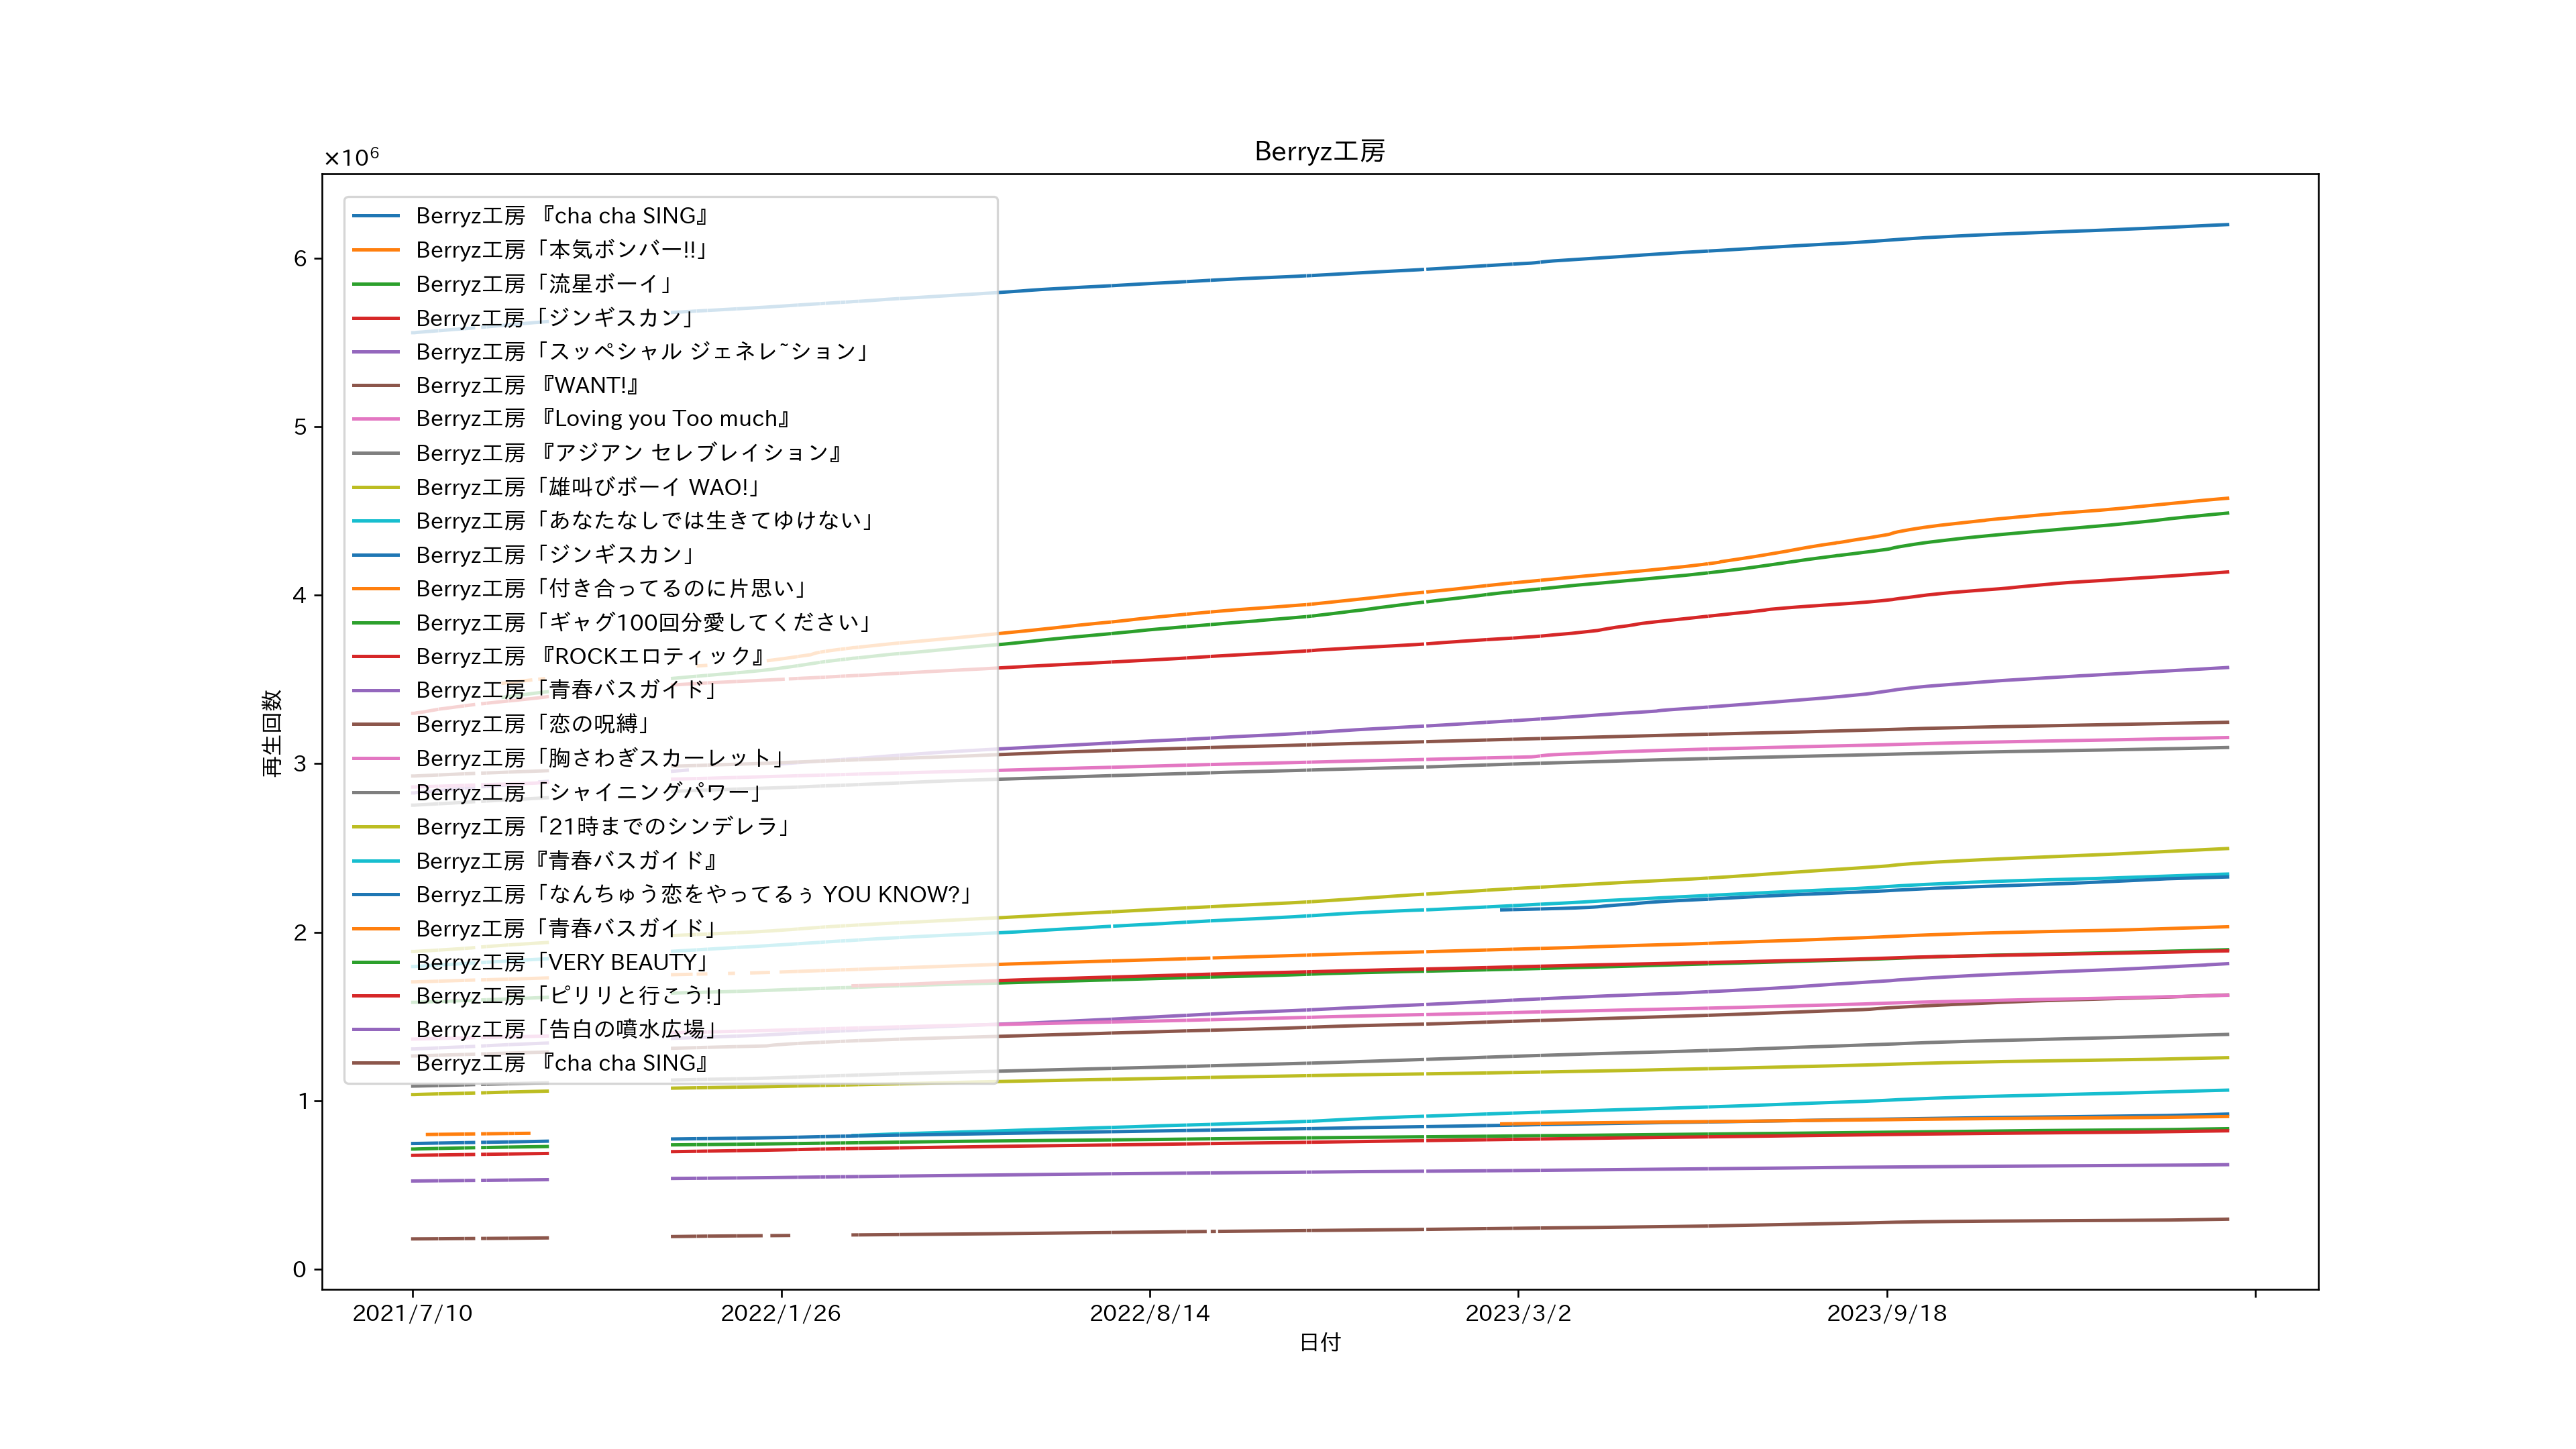 Berryz工房
×10⁶
Berryz工房 『cha cha SING』
Berryz工房「本気ボンバー!!」
Berryz工房「流星ボーイ」
Berryz工房「ジンギスカン」
Berryz工房「スッペシャル ジェネレ~ション」
Berryz工房 『WANT!』
Berryz工房 『Loving you Too much』
Berryz工房 『アジアン セレブレイション』
Berryz工房「雄叫びボーイ WAO!」
Berryz工房「あなたなしでは生きてゆけない」
Berryz工房「ジンギスカン」
Berryz工房「付き合ってるのに片思い」
Berryz工房「ギャグ100回分愛してください」
Berryz工房 『ROCKエロティック』
Berryz工房「青春バスガイド」
Berryz工房「恋の呪縛」
Berryz工房「胸さわぎスカーレット」
Berryz工房「シャイニングパワー」
Berryz工房「21時までのシンデレラ」
Berryz工房『青春バスガイド』
Berryz工房「なんちゅう恋をやってるぅ YOU KNOW?」
Berryz工房「青春バスガイド」
Berryz工房「VERY BEAUTY」
Berryz工房「ピリリと行こう!」
Berryz工房「告白の噴水広場」
Berryz工房 『cha cha SING』
6
5
4
3
2
1
0
再生回数
2021/7/10 2022/1/26 2022/8/14 2023/3/2 2023/9/18
日付